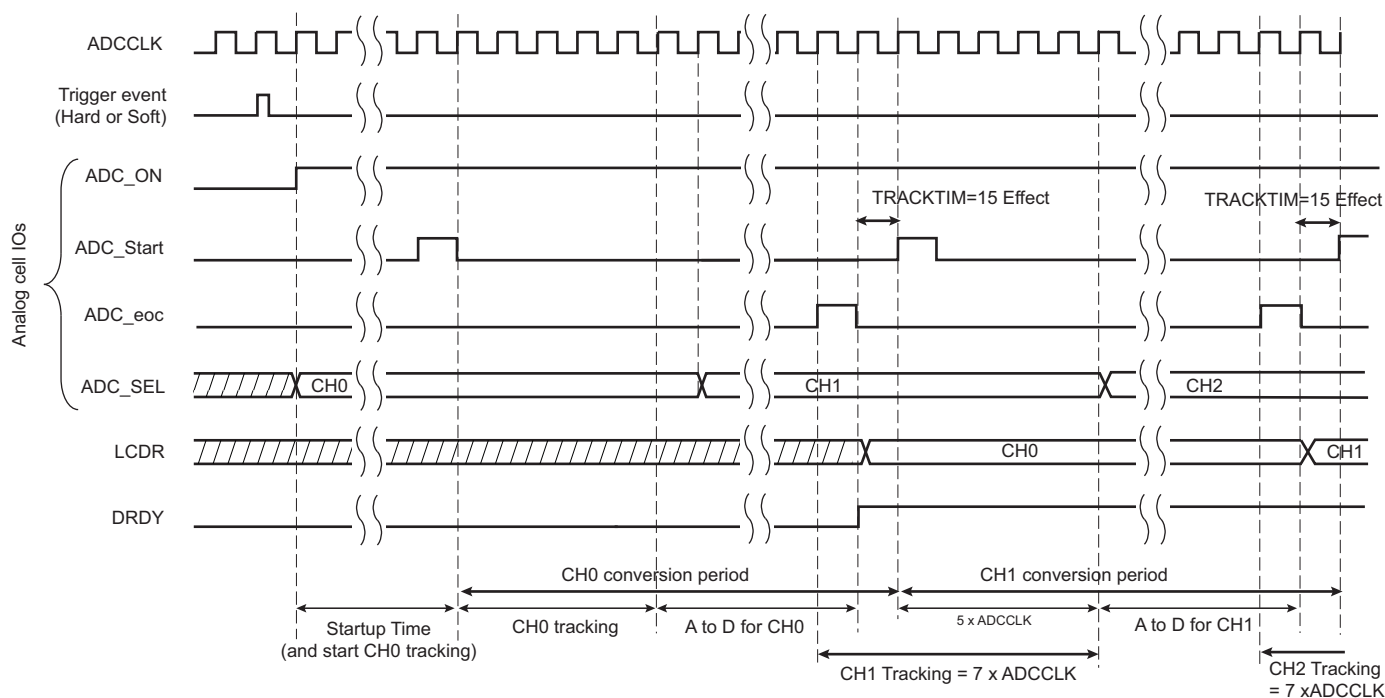 ADCCLK
Trigger event
(Hard or Soft)
ADC_ON
TRACKTIM=15 Effect
TRACKTIM=15 Effect
Analog cell IOs
ADC_Start
ADC_eoc
ADC_SEL
CH0
CH1
CH2
LCDR
CH0
CH1
DRDY
CH0 conversion period
CH1 conversion period
Startup Time
(and start CH0 tracking)
CH0 tracking
A to D for CH0
5 x ADCCLK
A to D for CH1
CH1 Tracking = 7 x ADCCLK
CH2 Tracking
= 7 xADCCLK